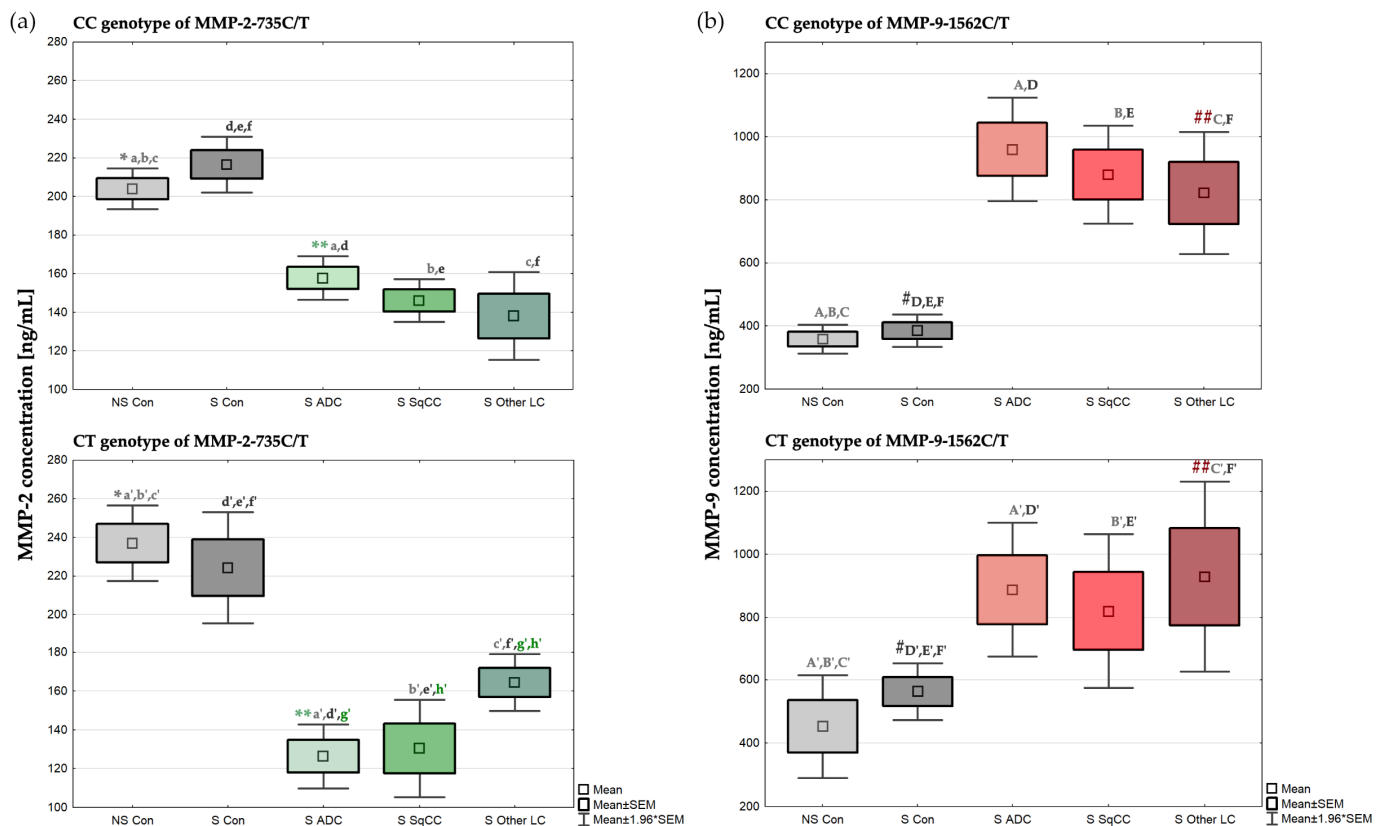 (a)
CC genotype of MMP-2-735C/T
280
260
240
220
200
180
160
140
120
100
* a,b,c
d,e,f
**a,d
b,e
c,f
NS Con S Con S ADC S SqCC S Other LC
CT genotype of MMP-2-735C/T
280
260
240
220
200
180
160
140
120
100
*a',b',c'
d',e',f'
**a',d',g'
b',e',h'
c',f',g',h'
NS Con S Con S ADC S SqCC S Other LC
MMP-2 concentration [ng/mL]
Mean
Mean±SEM
Mean±1.96*SEM
(b)
CC genotype of MMP-9-1562C/T
1200
1000
800
600
400
200
A,B,C
#D,E,F
A,D
B,E
##C,F
NS Con S Con S ADC S SqCC S Other LC
CT genotype of MMP-9-1562C/T
1200
1000
800
600
400
200
A',B',C'
#D',E',F'
A',D'
B',E'
##C',F'
NS Con S Con S ADC S SqCC S Other LC
MMP-9 concentration [ng/mL]
Mean
Mean±SEM
Mean±1.96*SEM